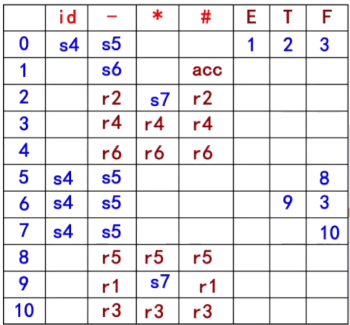 id - * # E T F
0 s4 s5 1 2 3
1 s6 acc
2 r2 s7 r2
3 r4 r4 r4
4 r6 r6 r6
5 s4 s5 8
6 s4 s5 9 3
7 s4 s5 10
8 r5 r5 r5
9 r1 s7 r1
10 r3 r3 r3